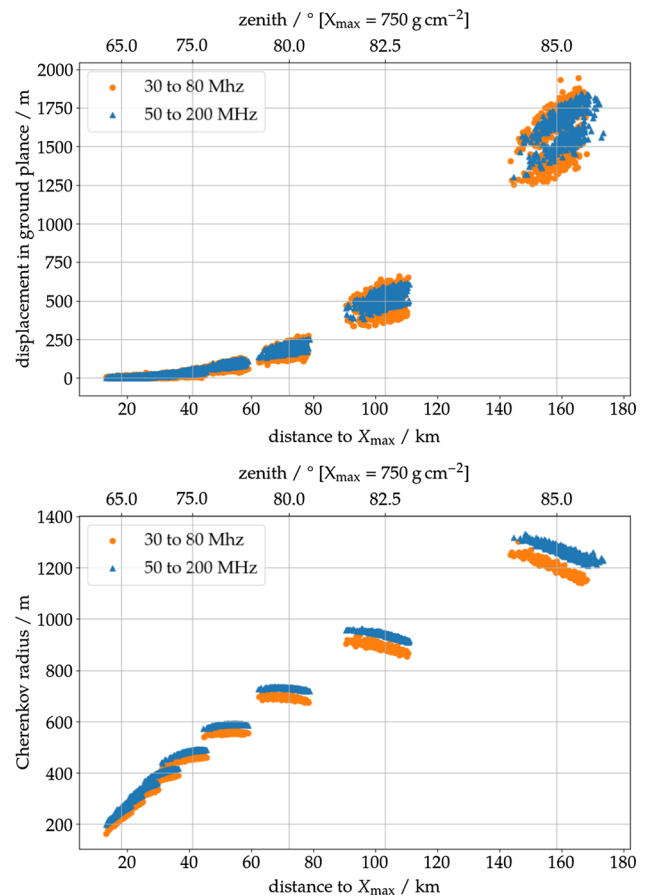 zenith / ° [Xmax = 750 g cm−2]
65.0 75.0 80.0 82.5 85.0
2000
1750
1500
1250
1000
750
500
250
0
displacement in ground plance / m
30 to 80 Mhz
50 to 200 MHz
20 40 60 80 100 120 140 160 180
distance to Xmax / km
zenith / ° [Xmax = 750 g cm−2]
65.0 75.0 80.0 82.5 85.0
1400
1200
1000
800
600
400
200
Cherenkov radius / m
30 to 80 Mhz
50 to 200 MHz
20 40 60 80 100 120 140 160 180
distance to Xmax / km